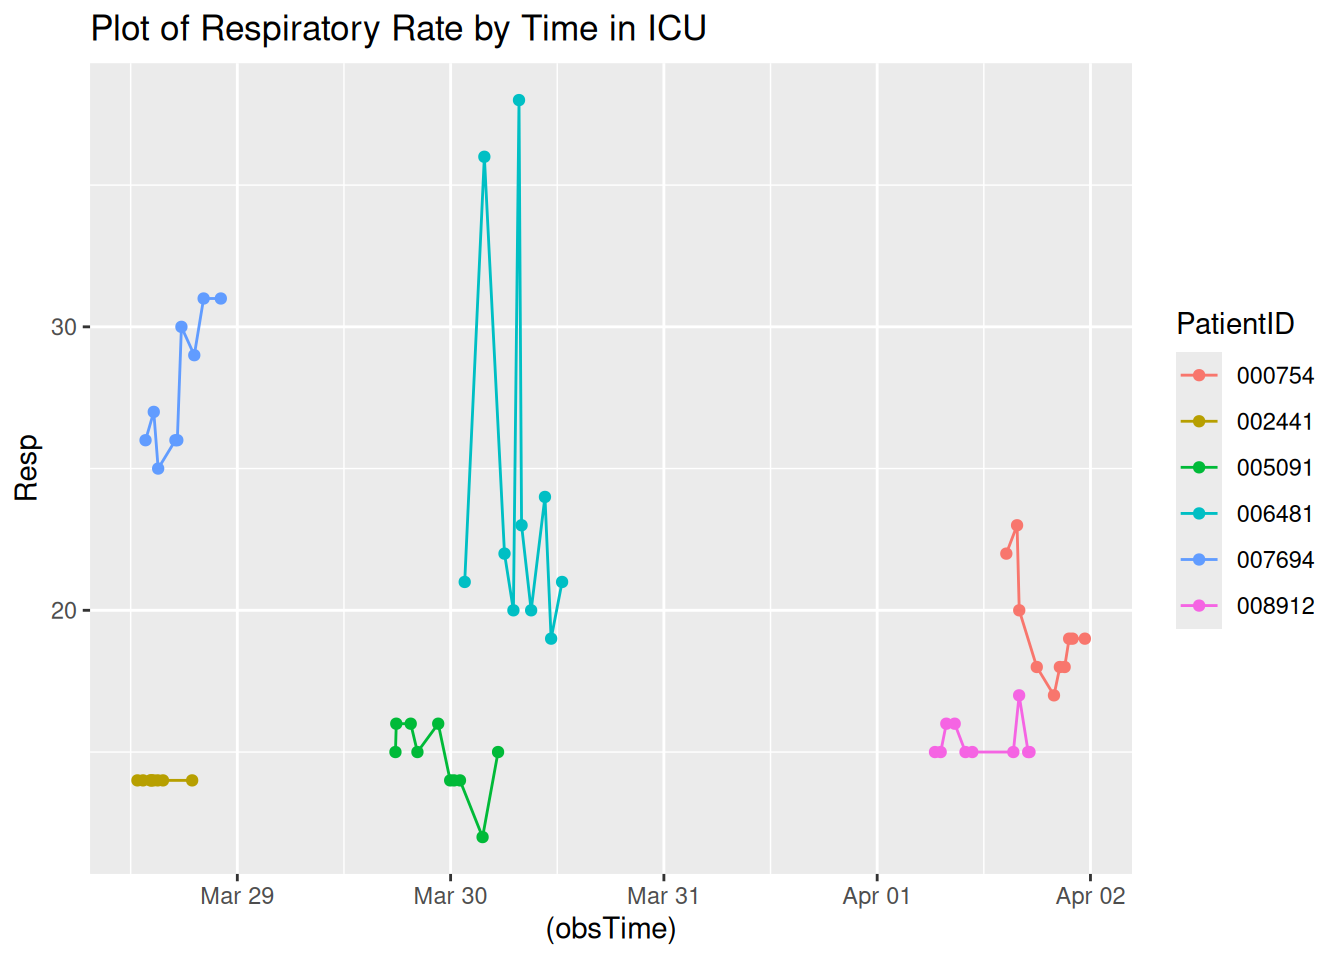 Plot of Respiratory Rate by Time in ICU
Resp
30
20
Mar 29
Mar 30
Mar 31
Apr 01
Apr 02
(obsTime)
PatientID
000754
002441
005091
006481
007694
008912